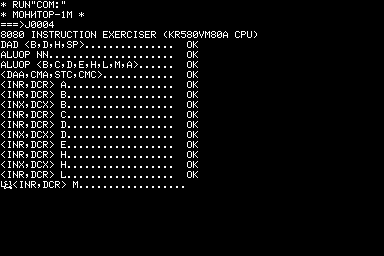 * RUN"COM:"
* МОНИТОР-1М *
===>J0004
8080 INSTRUCTION EXERCISER (KR580VM80A CPU)
DAD <B,D,H,SP>...............  OK
ALUOP NN.....................  OK
ALUOP <B,C,D,E,H,L,M,A>......  OK
<DAA,CMA,STC,CMC>............  OK
<INR,DCR> A..................  OK
<INR,DCR> B..................  OK
<INX,DCX> B..................  OK
<INR,DCR> C..................  OK
<INR,DCR> D..................  OK
<INX,DCX> D..................  OK
<INR,DCR> E..................  OK
<INR,DCR> H..................  OK
<INX,DCX> H..................  OK
<INR,DCR> L..................  OK
<INR,DCR> M..................